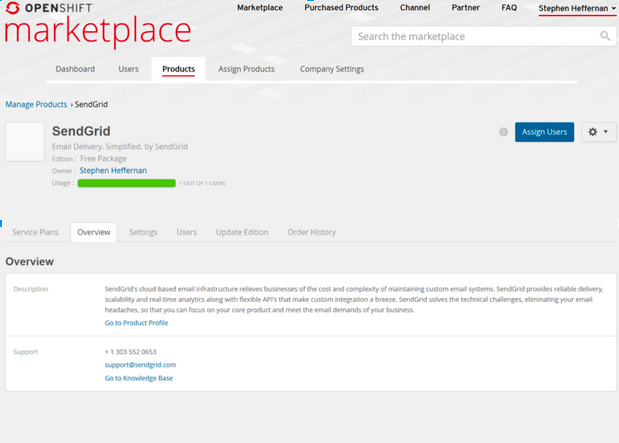 OPENSHIFT
marketplace
Marketplace Purchased Products Channel Partner FAQ Stephen Heffernan
Search the marketplace
Dashboard Users Products Assign Products Company Settings
Manage Products › SendGrid
SendGrid
Email Delivery. Simplified. by SendGrid
Edition : Free Package
Owner : Stephen Heffernan
Usage : 1 OUT OF 1 USERS
? Assign Users
Service Plans Overview Settings Users Update Edition Order History
Overview
Description
SendGrid's cloud-based email infrastructure relieves businesses of the cost and complexity of maintaining custom email systems. SendGrid provides reliable delivery,
scalability and real-time analytics along with flexible API's that make custom integration a breeze. SendGrid solves the technical challenges, eliminating your email
headaches, so that you can focus on your core product and meet the email demands of your business.
Go to Product Profile
Support
+ 1 303 552 0653
support@sendgrid.com
Go to Knowledge Base